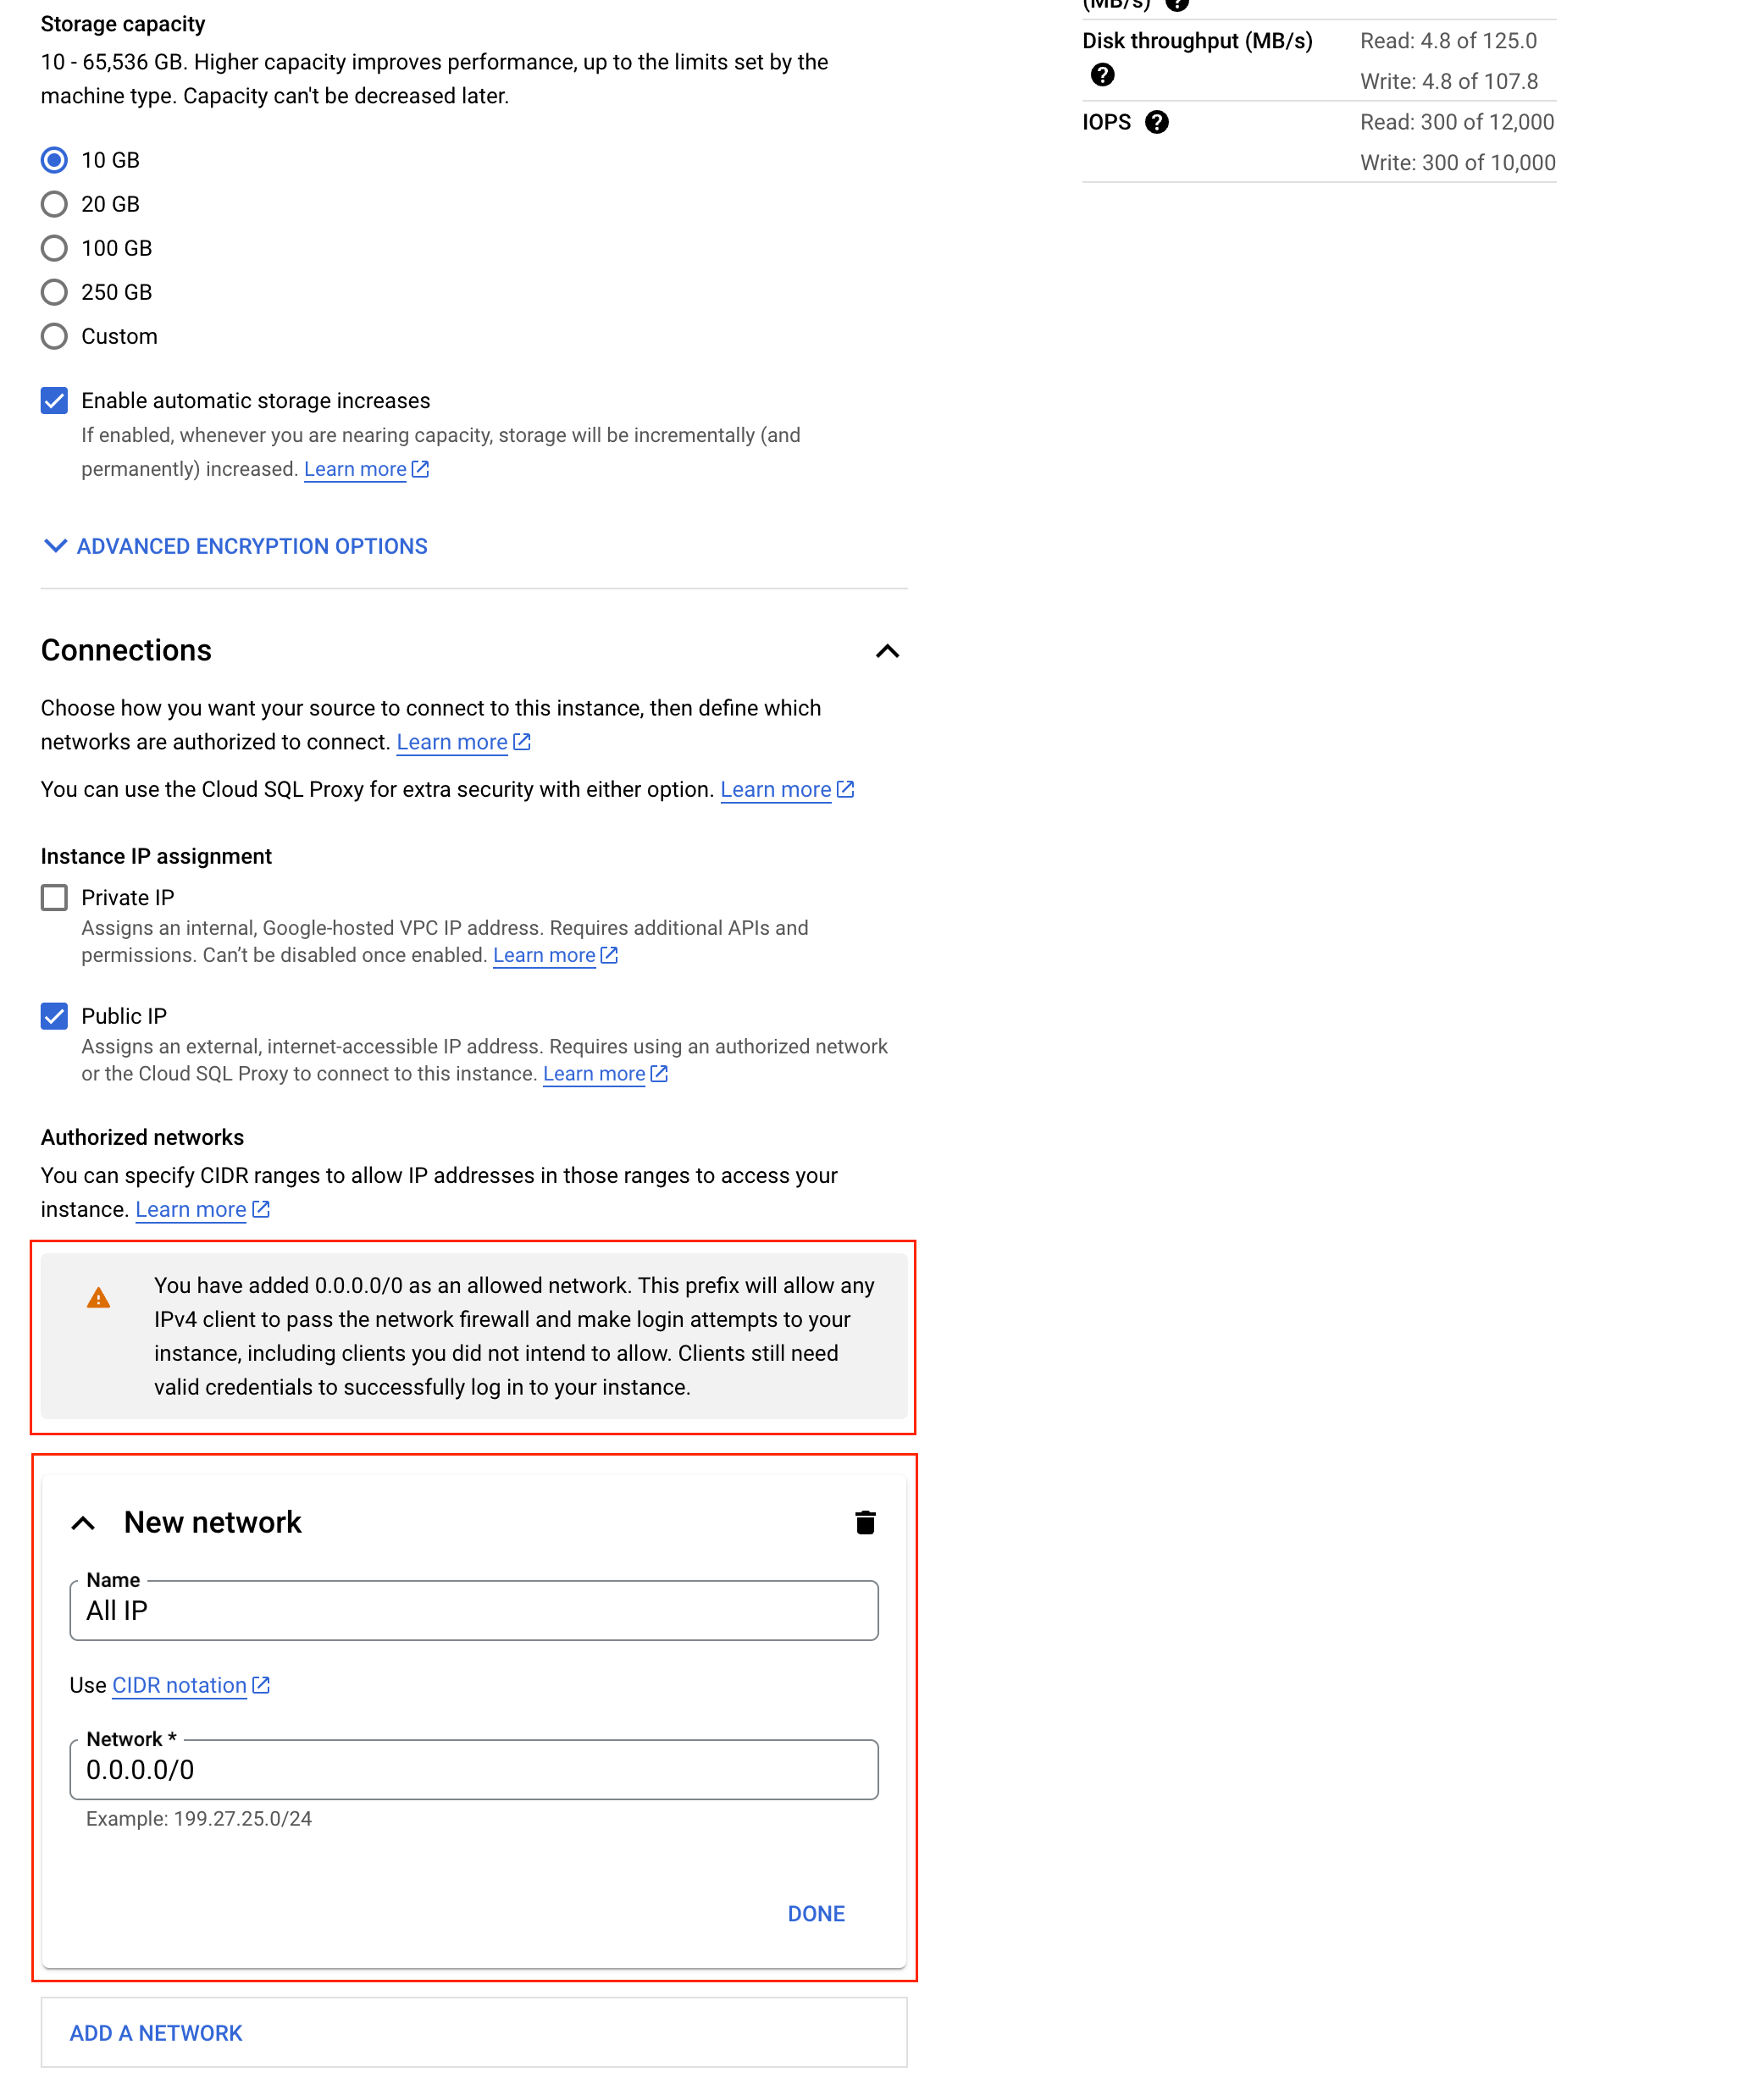 Storage capacity
10 - 65,536 GB. Higher capacity improves performance, up to the limits set by the
machine type. Capacity can't be decreased later.
10 GB
20 GB
100 GB
250 GB
Custom
Enable automatic storage increases
If enabled, whenever you are nearing capacity, storage will be incrementally (and
permanently) increased. Learn more
ADVANCED ENCRYPTION OPTIONS
Connections
Choose how you want your source to connect to this instance, then define which
networks are authorized to connect. Learn more
You can use the Cloud SQL Proxy for extra security with either option. Learn more
Instance IP assignment
Private IP
Assigns an internal, Google-hosted VPC IP address. Requires additional APIs and
permissions. Can’t be disabled once enabled. Learn more
Public IP
Assigns an external, internet-accessible IP address. Requires using an authorized network
or the Cloud SQL Proxy to connect to this instance. Learn more
Authorized networks
You can specify CIDR ranges to allow IP addresses in those ranges to access your
instance. Learn more
You have added 0.0.0.0/0 as an allowed network. This prefix will allow any
IPv4 client to pass the network firewall and make login attempts to your
instance, including clients you did not intend to allow. Clients still need
valid credentials to successfully log in to your instance.
New network
Name
All IP
Use CIDR notation
Network *
0.0.0.0/0
Example: 199.27.25.0/24
DONE
ADD A NETWORK
(MB/s)
Disk throughput (MB/s)
Read: 4.8 of 125.0
Write: 4.8 of 107.8
IOPS
Read: 300 of 12,000
Write: 300 of 10,000